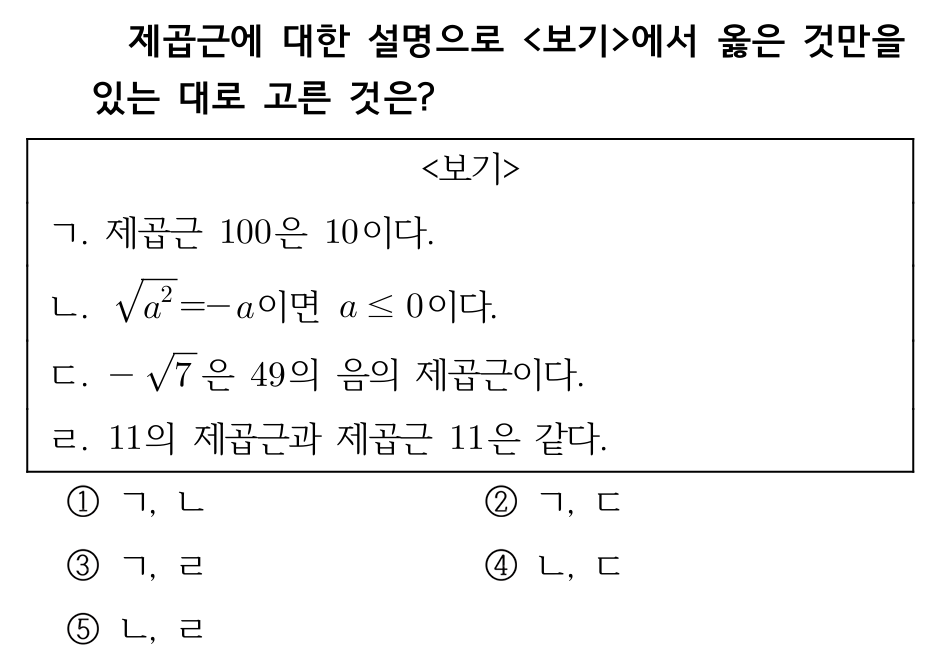 제곱근에 대한 설명으로 <보기>에서 옳은 것만을
있는 대로 고른 것은?
<보기>
ㄱ. 제곱근 100은 10이다.
ㄴ. √a² =-a이면 a ≤ 0이다.
ㄷ. -√7은 49의 음의 제곱근이다.
ㄹ. 11의 제곱근과 제곱근 11은 같다.
① ㄱ, ㄴ ② ㄱ, ㄷ
③ ㄱ, ㄹ ④ ㄴ, ㄷ
⑤ ㄴ, ㄹ